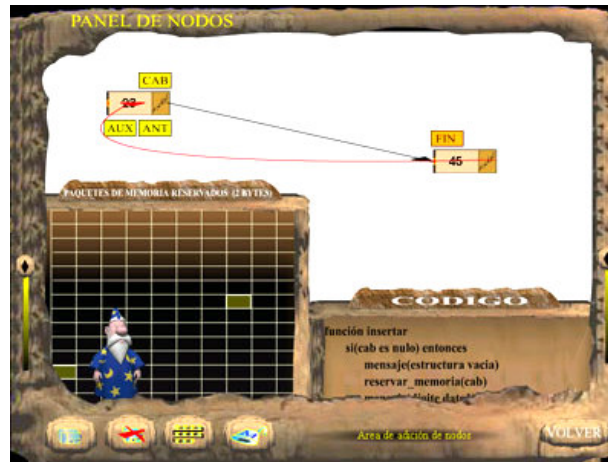 PANEL DE NODOS
CAB
23
AUX ANT
FIN
45
PAQUETES DE MEMORIA RESERVADOS (2 BYTES)
CODIGO
función insertar
si(cab es nulo) entonces
mensaje(estructura vacia)
reservar_memoria(cab)
Area de adición de nodos
VOLVER